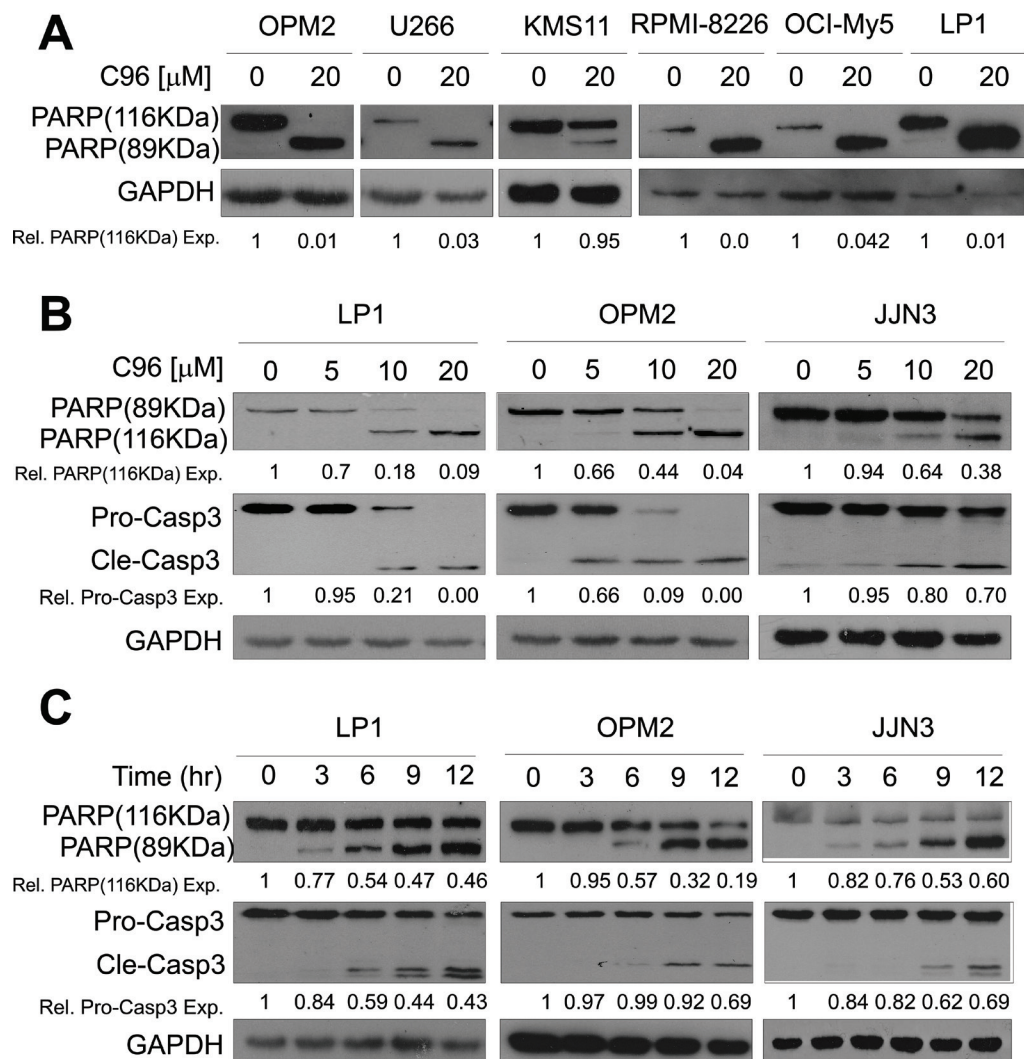 A
OPM2 U266 KMS11 RPMI-8226 OCI-My5 LP1
C96 [μM] 0 20 0 20 0 20 0 20 0 20 0 20
PARP(116KDa)
PARP(89KDa)
GAPDH
Rel. PARP(116KDa) Exp. 1 0.01 1 0.03 1 0.95 1 0.0 1 0.042 1 0.01
B
LP1 OPM2 JJN3
C96 [μM] 0 5 10 20 0 5 10 20 0 5 10 20
PARP(89KDa)
PARP(116KDa)
Rel. PARP(116KDa) Exp. 1 0.7 0.18 0.09 1 0.66 0.44 0.04 1 0.94 0.64 0.38
Pro-Casp3
Cle-Casp3
Rel. Pro-Casp3 Exp. 1 0.95 0.21 0.00 1 0.66 0.09 0.00 1 0.95 0.80 0.70
GAPDH
C
LP1 OPM2 JJN3
Time (hr) 0 3 6 9 12 0 3 6 9 12 0 3 6 9 12
PARP(116KDa)
PARP(89KDa)
Rel. PARP(116KDa) Exp. 1 0.77 0.54 0.47 0.46 1 0.95 0.57 0.32 0.19 1 0.82 0.76 0.53 0.60
Pro-Casp3
Cle-Casp3
Rel. Pro-Casp3 Exp. 1 0.84 0.59 0.44 0.43 1 0.97 0.99 0.92 0.69 1 0.84 0.82 0.62 0.69
GAPDH